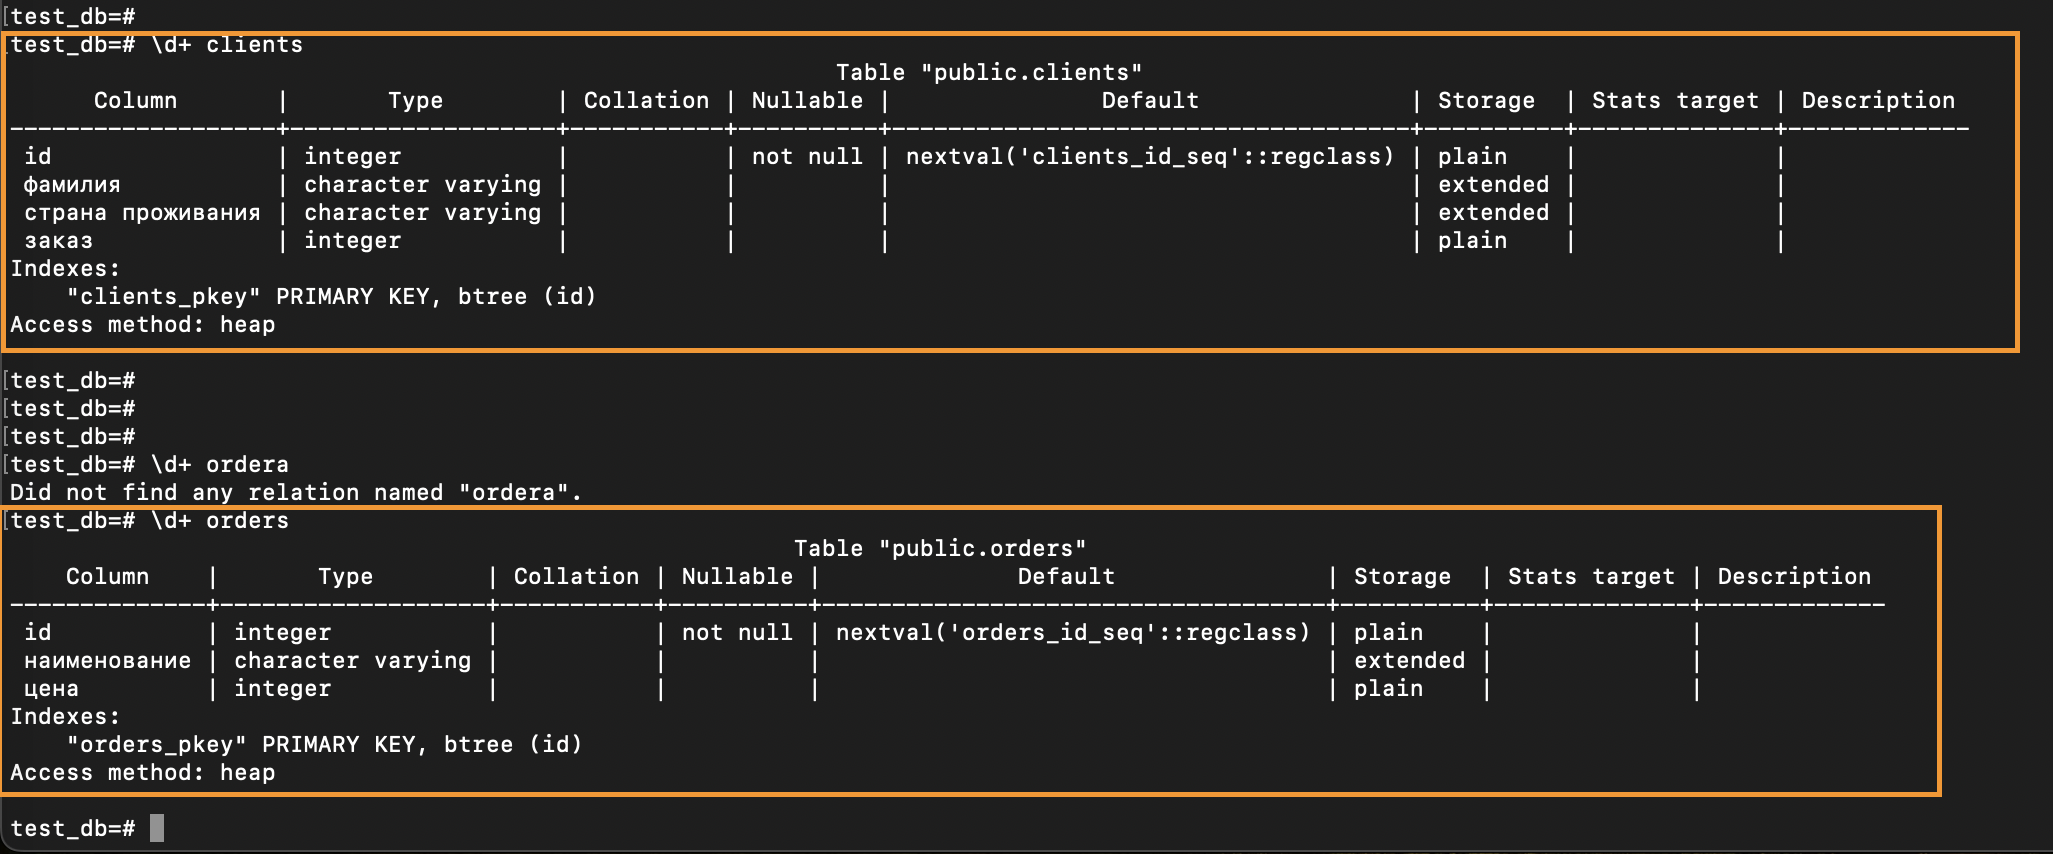 test_db=#
test_db=# \d+ clients
Table "public.clients"
Column | Type | Collation | Nullable | Default | Storage | Stats target | Description
-------------------+-------------------+-----------+----------+-------------------------------------+----------+--------------+-------------
id | integer | | not null | nextval('clients_id_seq'::regclass) | plain | |
фамилия | character varying | | | | extended | |
страна проживания | character varying | | | | extended | |
заказ | integer | | | | plain | |
Indexes:
"clients_pkey" PRIMARY KEY, btree (id)
Access method: heap
test_db=#
test_db=#
test_db=#
test_db=# \d+ ordera
Did not find any relation named "ordera".
test_db=# \d+ orders
Table "public.orders"
Column | Type | Collation | Nullable | Default | Storage | Stats target | Description
--------------+-------------------+-----------+----------+------------------------------------+----------+--------------+-------------
id | integer | | not null | nextval('orders_id_seq'::regclass) | plain | |
наименование | character varying | | | | extended | |
цена | integer | | | | plain | |
Indexes:
"orders_pkey" PRIMARY KEY, btree (id)
Access method: heap
test_db=#